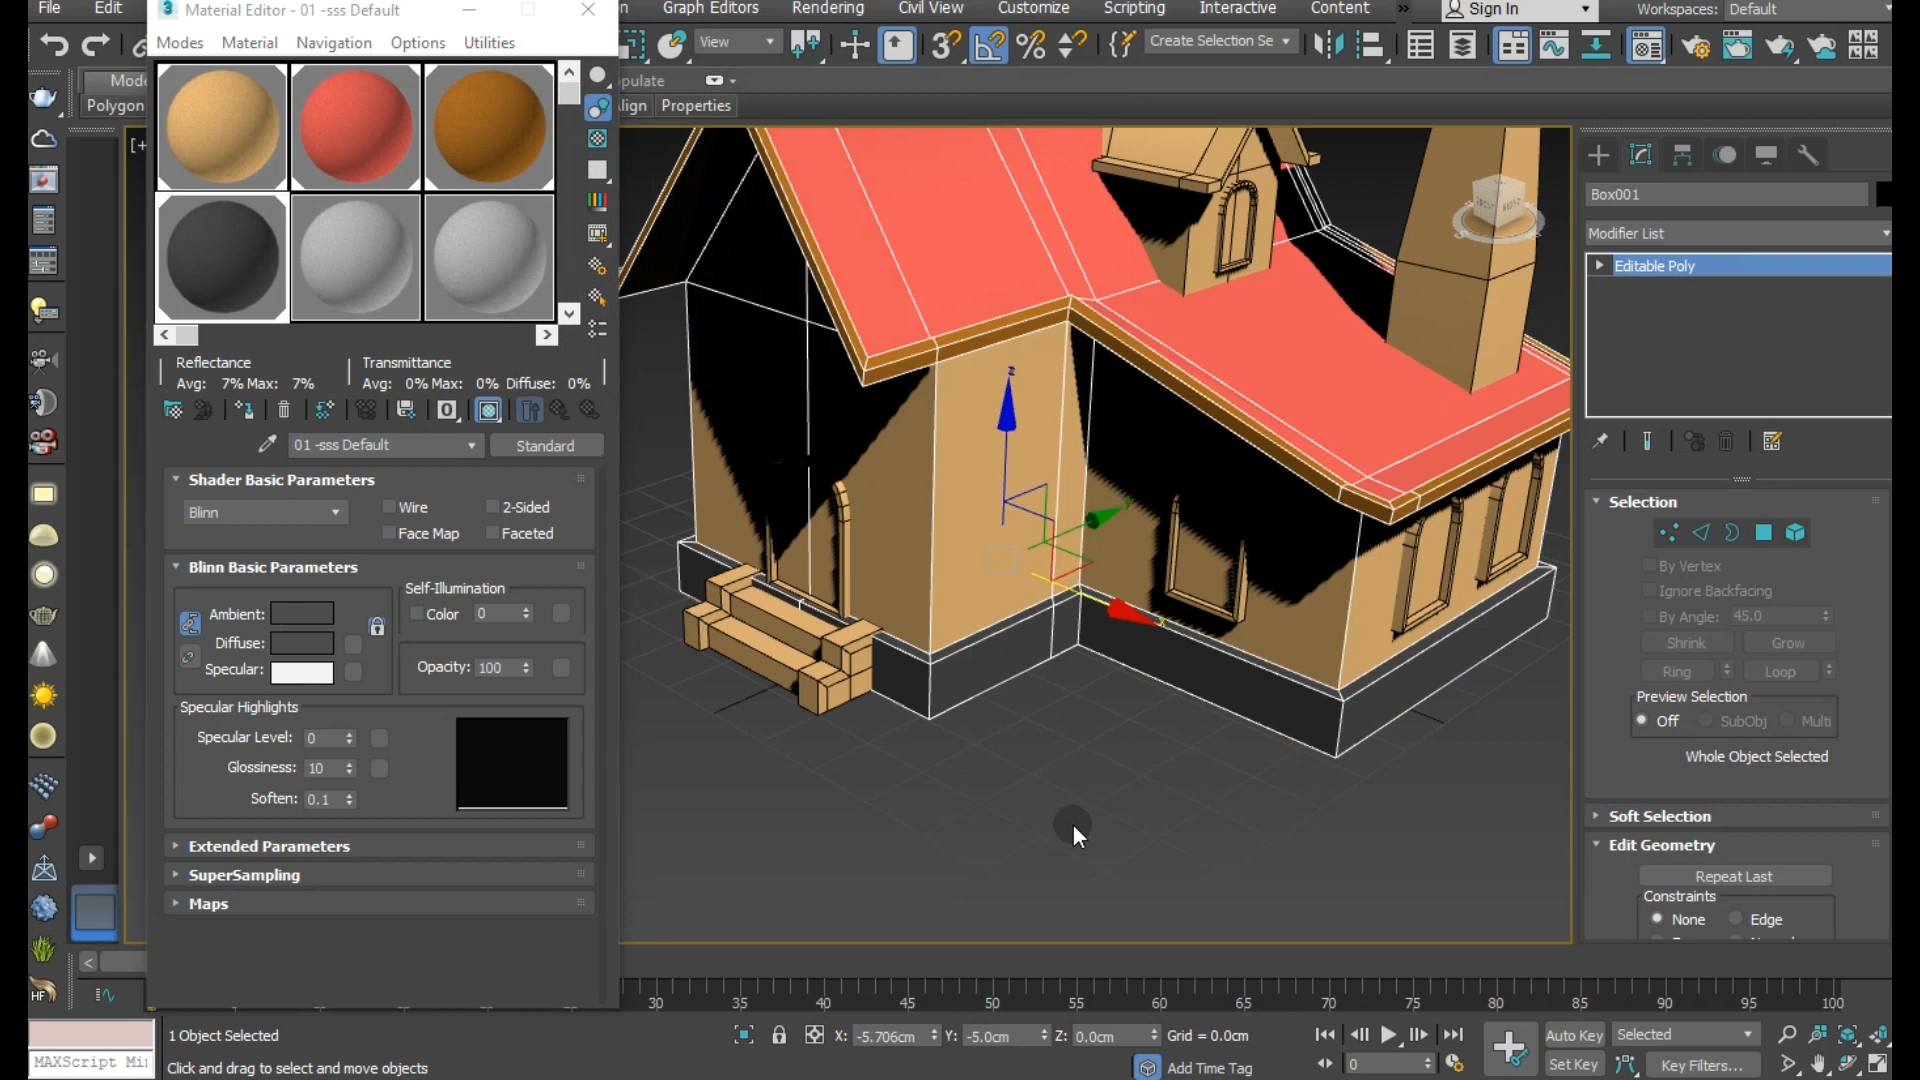 File Edit Graph Editors Rendering Civil View Customize Scripting Interactive Content » Sign In Workspaces: Default
Material Editor - 01 -sss Default
Modes Material Navigation Options Utilities
View Create Selection Se
Polygon Properties
[+
Box001
Modifier List
Editable Poly
Reflectance Transmittance
Avg: 7% Max: 7% Avg: 0% Max: 0% Diffuse: 0%
01 -sss Default Standard
Shader Basic Parameters
Blinn Wire 2-Sided
Face Map Faceted
Blinn Basic Parameters
Self-Illumination
Ambient: Color 0
Diffuse:
Specular: Opacity: 100
Specular Highlights
Specular Level: 0
Glossiness: 10
Soften: 0.1
Extended Parameters
SuperSampling
Maps
Selection
By Vertex
Ignore Backfacing
By Angle: 45.0
Shrink Grow
Ring Loop
Preview Selection
Off SubObj Multi
Whole Object Selected
Soft Selection
Edit Geometry
Repeat Last
Constraints
None Edge
HF
30 35 40 45 50 55 60 65 70 75 80 85 90 95 100
1 Object Selected X: -5.706cm Y: -5.0cm Z: 0.0cm Grid = 0.0cm Auto Key Selected
MAXScript Mi Click and drag to select and move objects Add Time Tag 0 Set Key Key Filters...